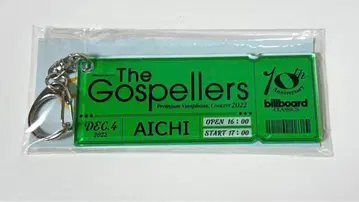 The
Gospellers
Premium Symphonic Concert 2022
DEC.4
2022
AICHI
OPEN 16:00
START 17:00
10th
Anniversary
billboard
CLASSICS